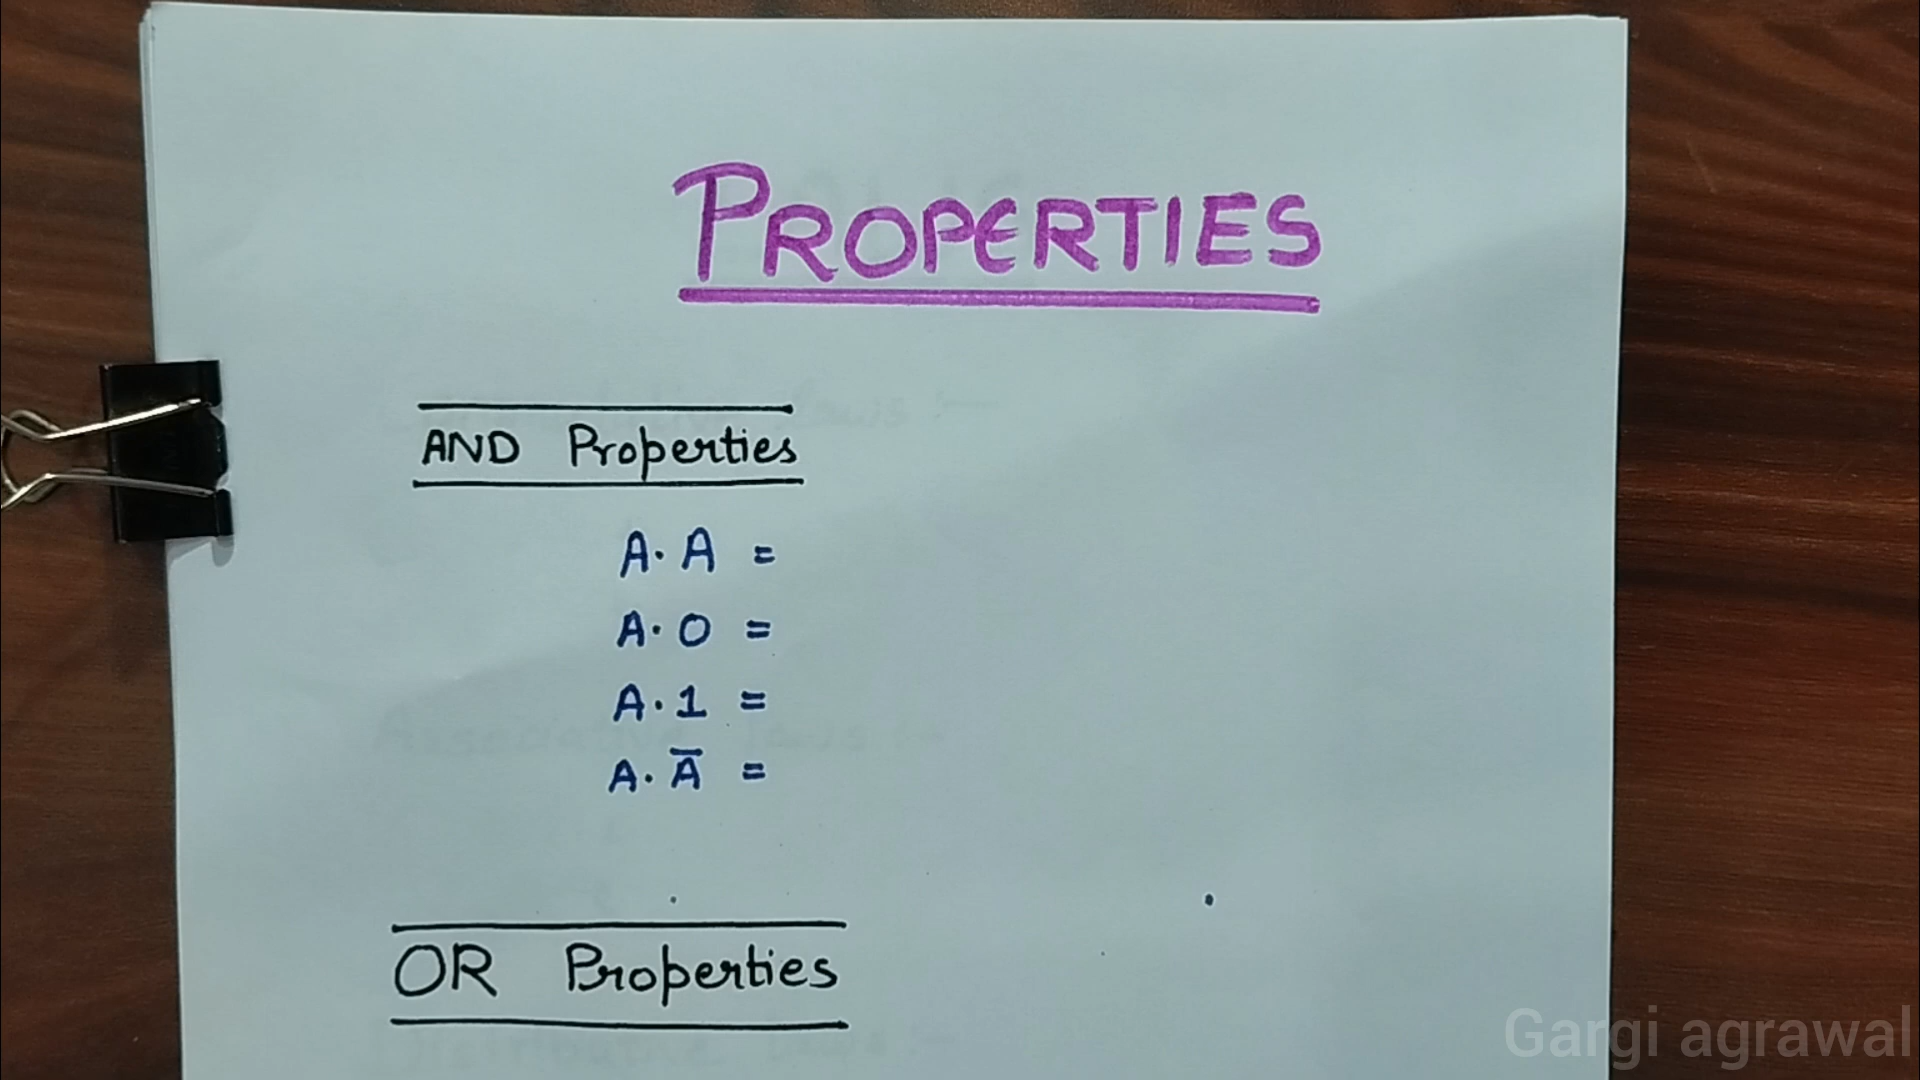 PROPERTIES
AND Properties
A. A =
A. 0 =
A. 1 =
A. A̅ =
OR Properties
Gargi agrawal